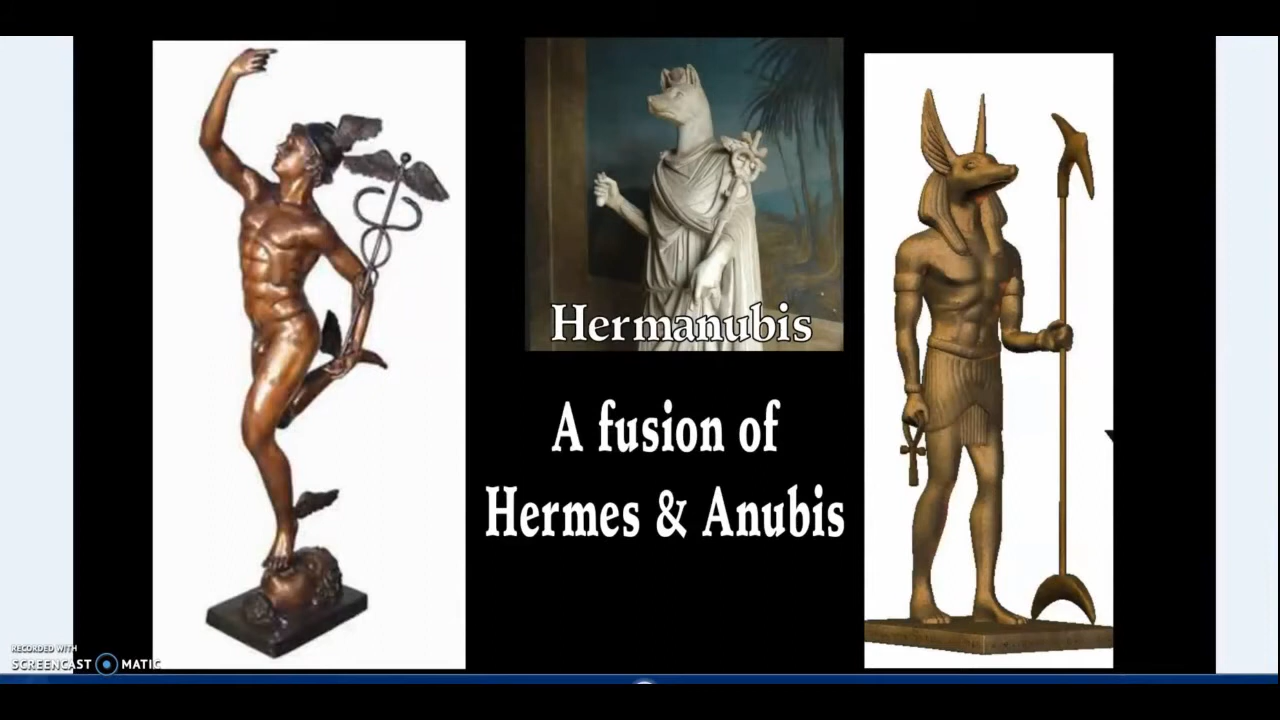 Hermanubis
A fusion of
Hermes & Anubis
RECORDED WITH
SCREENCAST MATIC